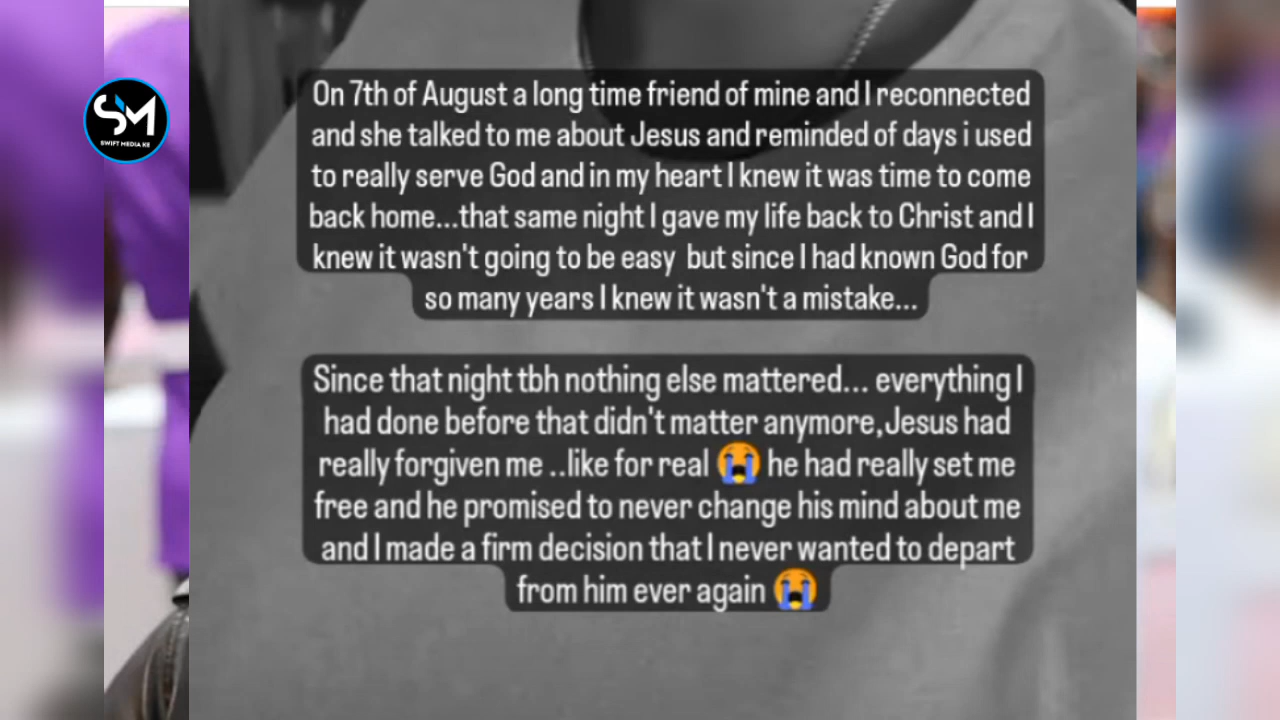 SM
SWIFT MEDIA KE
On 7th of August a long time friend of mine and I reconnected
and she talked to me about Jesus and reminded of days i used
to really serve God and in my heart I knew it was time to come
back home...that same night I gave my life back to Christ and I
knew it wasn't going to be easy  but since I had known God for
so many years I knew it wasn't a mistake...
Since that night tbh nothing else mattered... everything I
had done before that didn't matter anymore,Jesus had
really forgiven me ..like for real 😭 he had really set me
free and he promised to never change his mind about me
and I made a firm decision that I never wanted to depart
from him ever again 😭